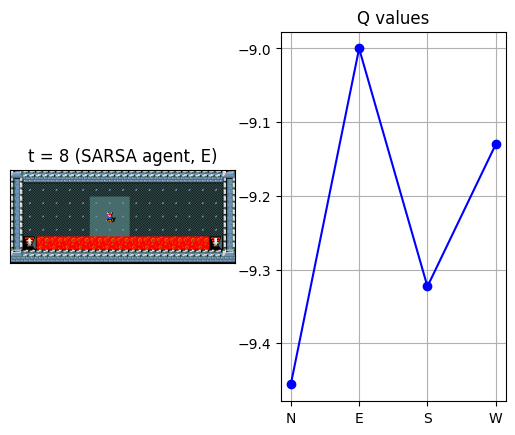 t = 8 (SARSA agent, E)
Q values
−9.0
−9.1
−9.2
−9.3
−9.4
N E S W